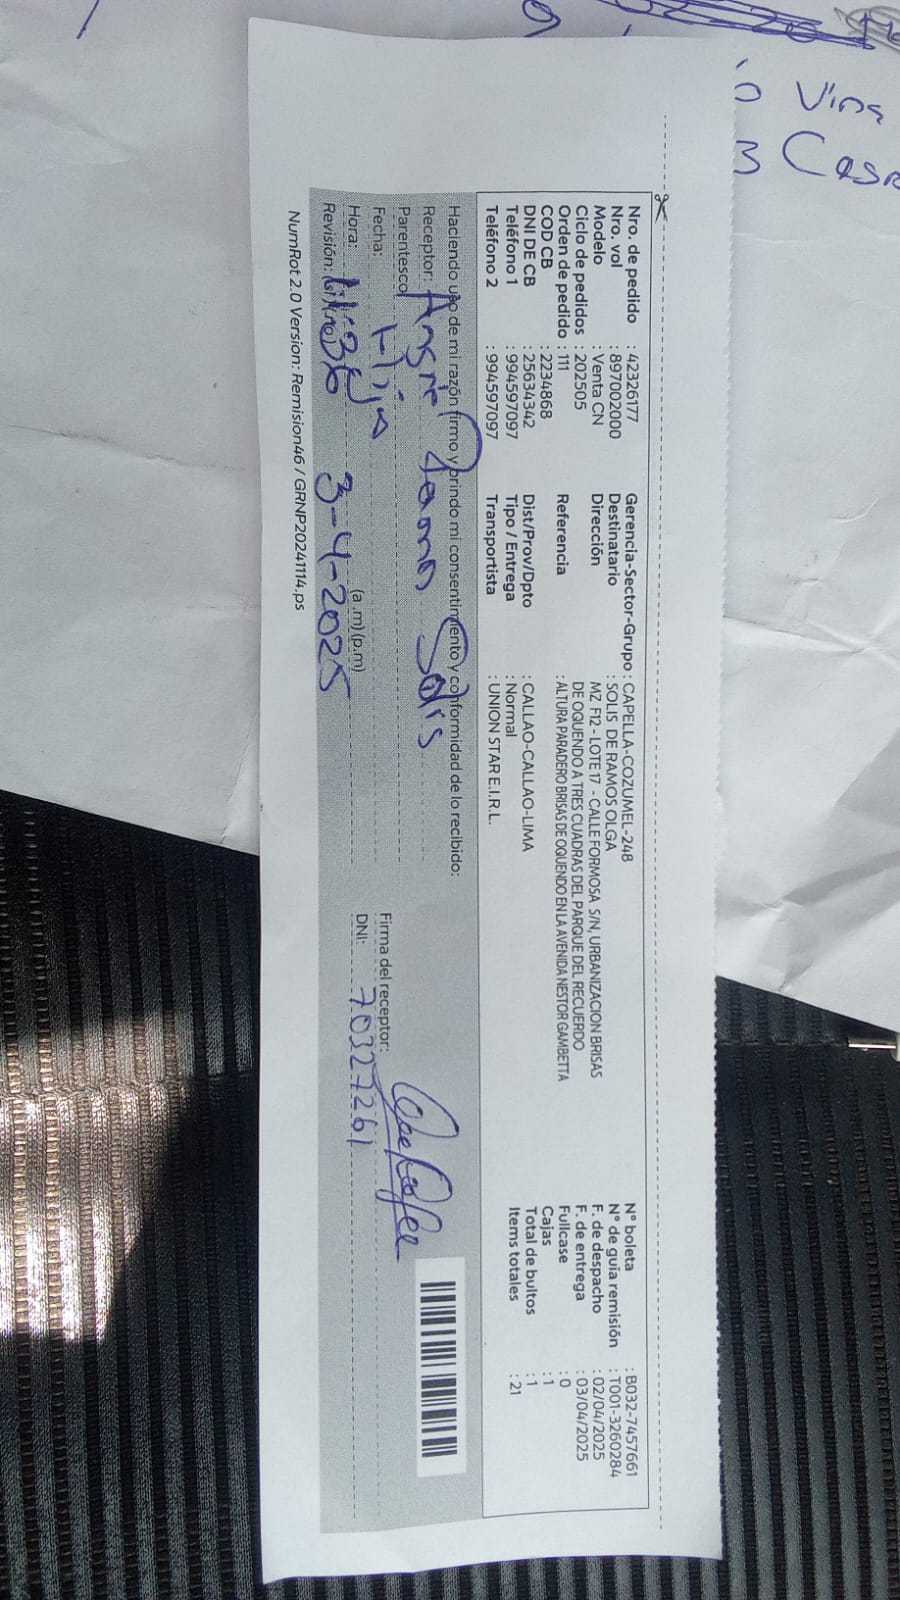 n Vina
m Casa
Nro. de pedido : 42326177
Nro. vol : 897002000
Modelo : Venta CN
Ciclo de pedidos : 202505
Orden de pedido : 111
COD CB : 2234868
DNI DE CB : 25634342
Teléfono 1 : 994597097
Teléfono 2 : 994597097
Gerencia-Sector-Grupo : CAPELLA-COZUMEL-248
Destinatario : SOLIS DE RAMOS OLGA
Dirección MZ F12 - LOTE 17 - CALLE FORMOSA S/N, URBANIZACION BRISAS
DE OQUENDO A TRES CUADRAS DEL PARQUE DEL RECUERDO
Referencia : ALTURA PARADERO BRISAS DE OQUENDO EN LA AVENIDA NESTOR GAMBETTA
Dist/Prov/Dpto : CALLAO-CALLAO-LIMA
Tipo / Entrega : Normal
Transportista : UNION STAR E.I.R.L.
N° boleta : B032-7457661
N° de guia remisión : T001-3260284
F. de despacho : 02/04/2025
F. de entrega : 03/04/2025
Fullcase : 0
Cajas : 1
Total de bultos : 1
Items totales : 21
Haciendo uso de mi razón firmo y brindo mi consentimiento y conformidad de lo recibido:
Receptor: Angie Ramos Solis
Parentesco: Hija
Fecha:
Hora: (a.m)(p.m)
Revisión: 3-4-2025
Firma del receptor:
DNI: 70327261
NumRot 2.0 Version: Remision46 / GRNP20241114.ps